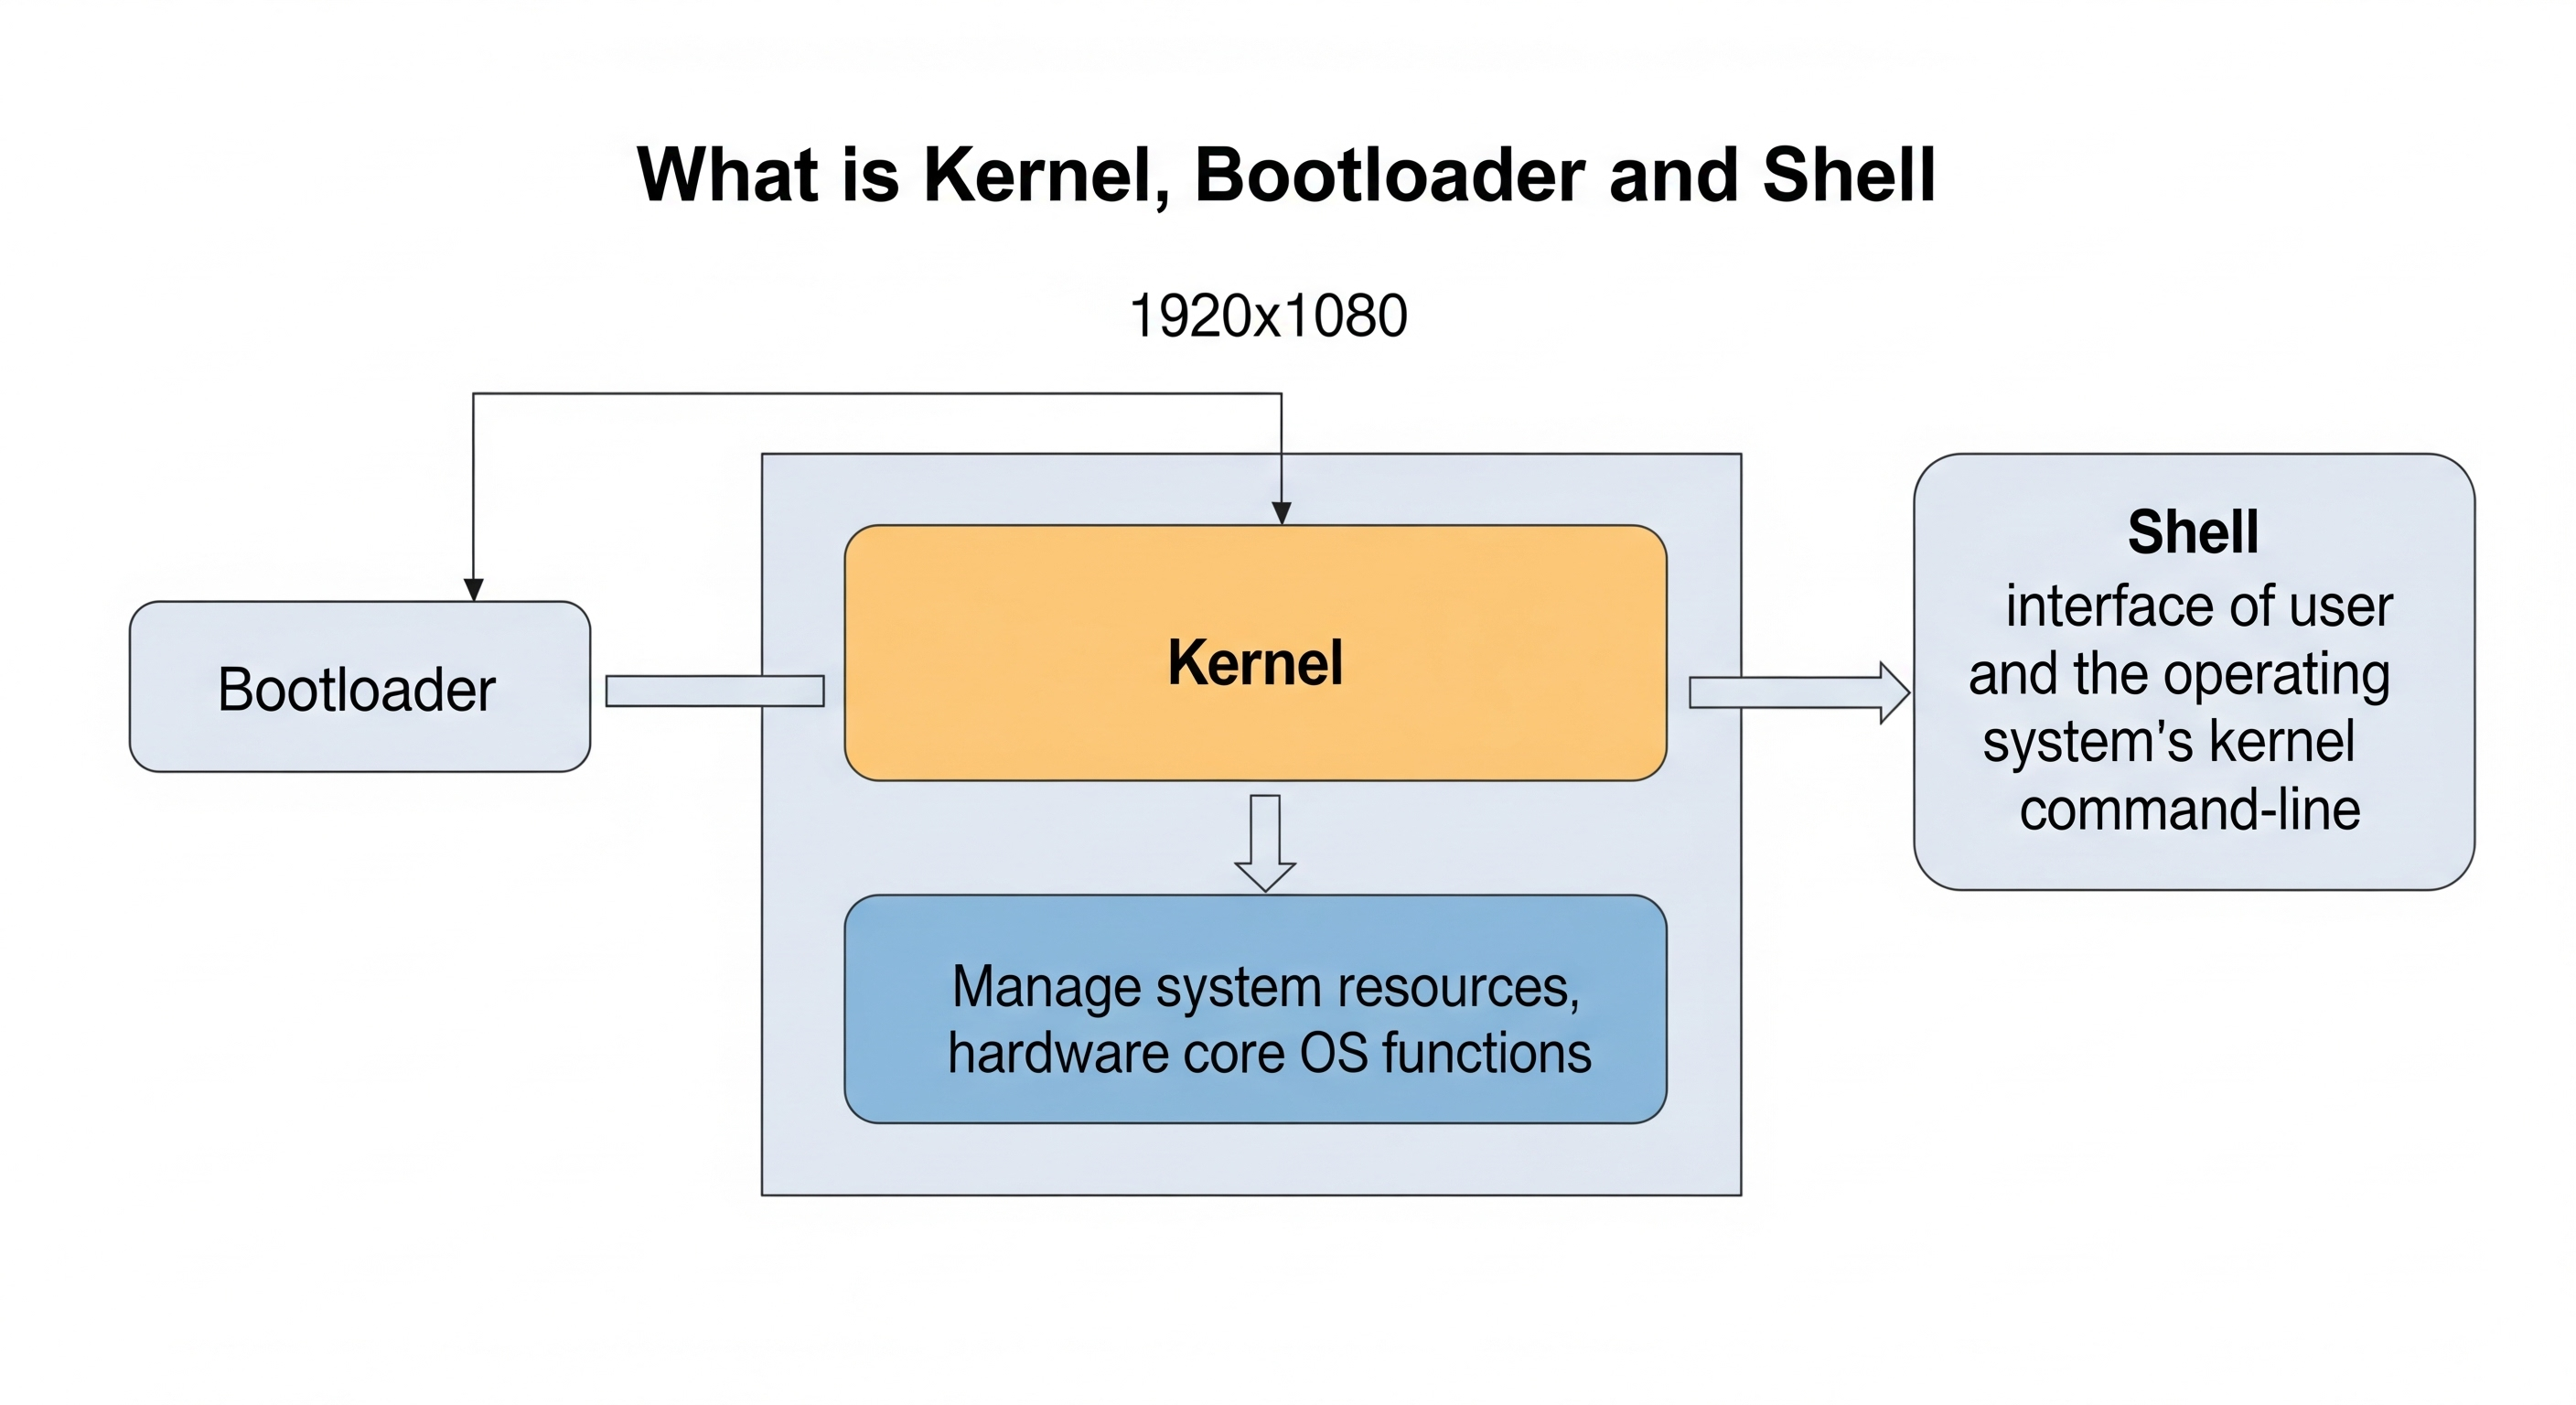 What is Kernel, Bootloader and Shell
1920x1080
Bootloader
Kernel
Manage system resources,
hardware core OS functions
Shell
interface of user
and the operating
system's kernel
command-line